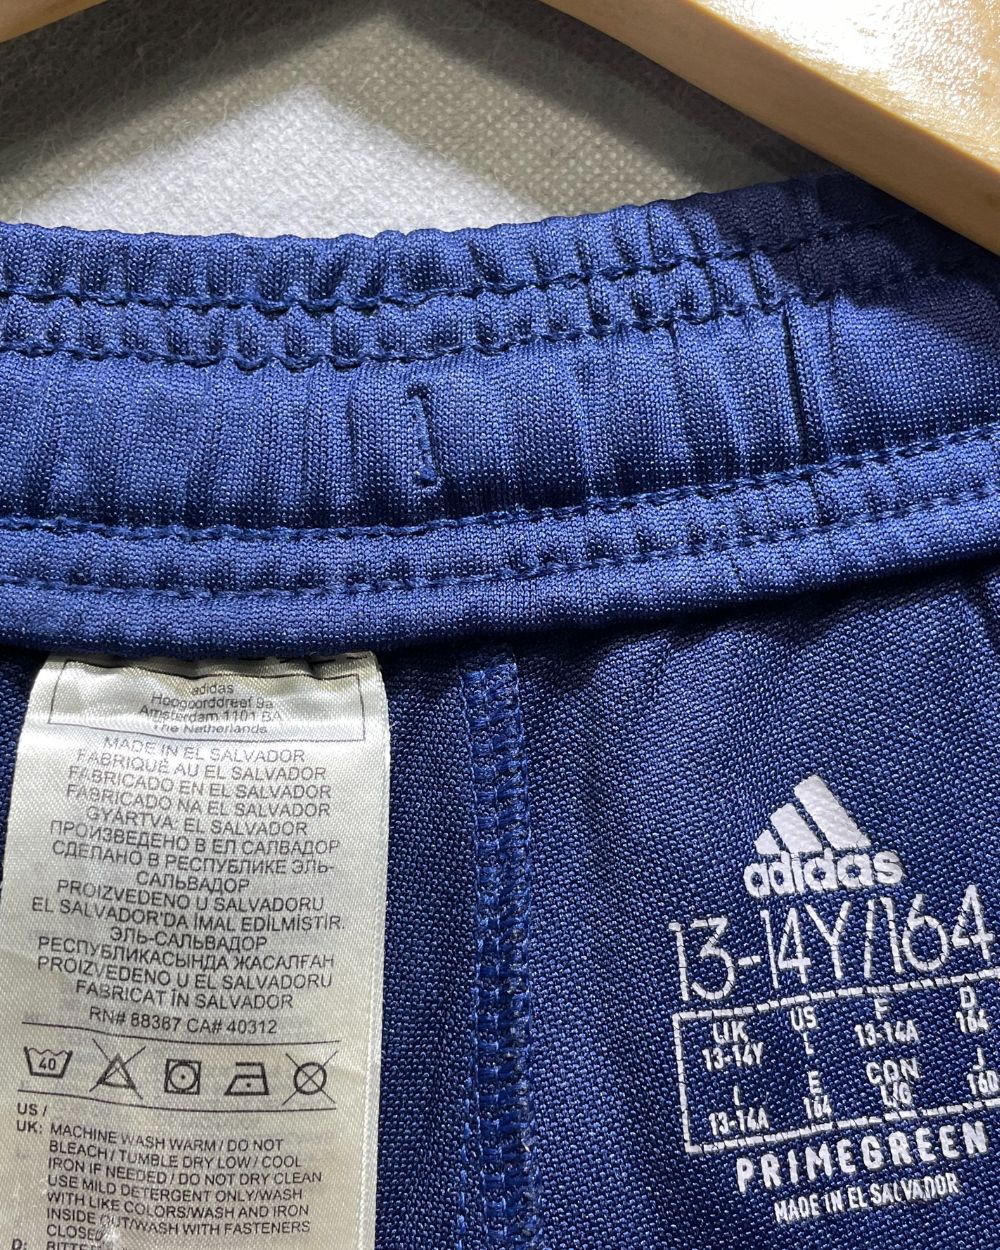 adidas
Hoogoorddreef 9a
Amsterdam 1101 BA
The Netherlands
MADE IN EL SALVADOR
FABRIQUÉ AU EL SALVADOR
FABRICADO EN EL SALVADOR
FABRICADO NA EL SALVADOR
GYÁRTVA: EL SALVADOR
ПРОИЗВЕДЕНО В ЕЛ САЛВАДОР
СДЕЛАНО В РЕСПУБЛИКЕ ЭЛЬ-
САЛЬВАДОР
PROIZVEDENO U SALVADORU
EL SALVADOR'DA İMAL EDİLMİSTİR.
ЭЛЬ-САЛЬВАДОР
РЕСПУБЛИКАСЫНДА ЖАСАЛҒАН
PROIZVEDENO U EL SALVADORU
FABRICAT ÎN SALVADOR
RN# 88387 CA# 40312
40
US /
UK: MACHINE WASH WARM / DO NOT
BLEACH / TUMBLE DRY LOW / COOL
IRON IF NEEDED / DO NOT DRY CLEAN
USE MILD DETERGENT ONLY/WASH
WITH LIKE COLORS/WASH AND IRON
INSIDE OUT/WASH WITH FASTENERS
CLOSED
D:
adidas
13-14Y/164
UK US F D
13-14Y L 13-14A 164
I E CDN J
13-14A 164 L/G 160
PRIMEGREEN
MADE IN EL SALVADOR